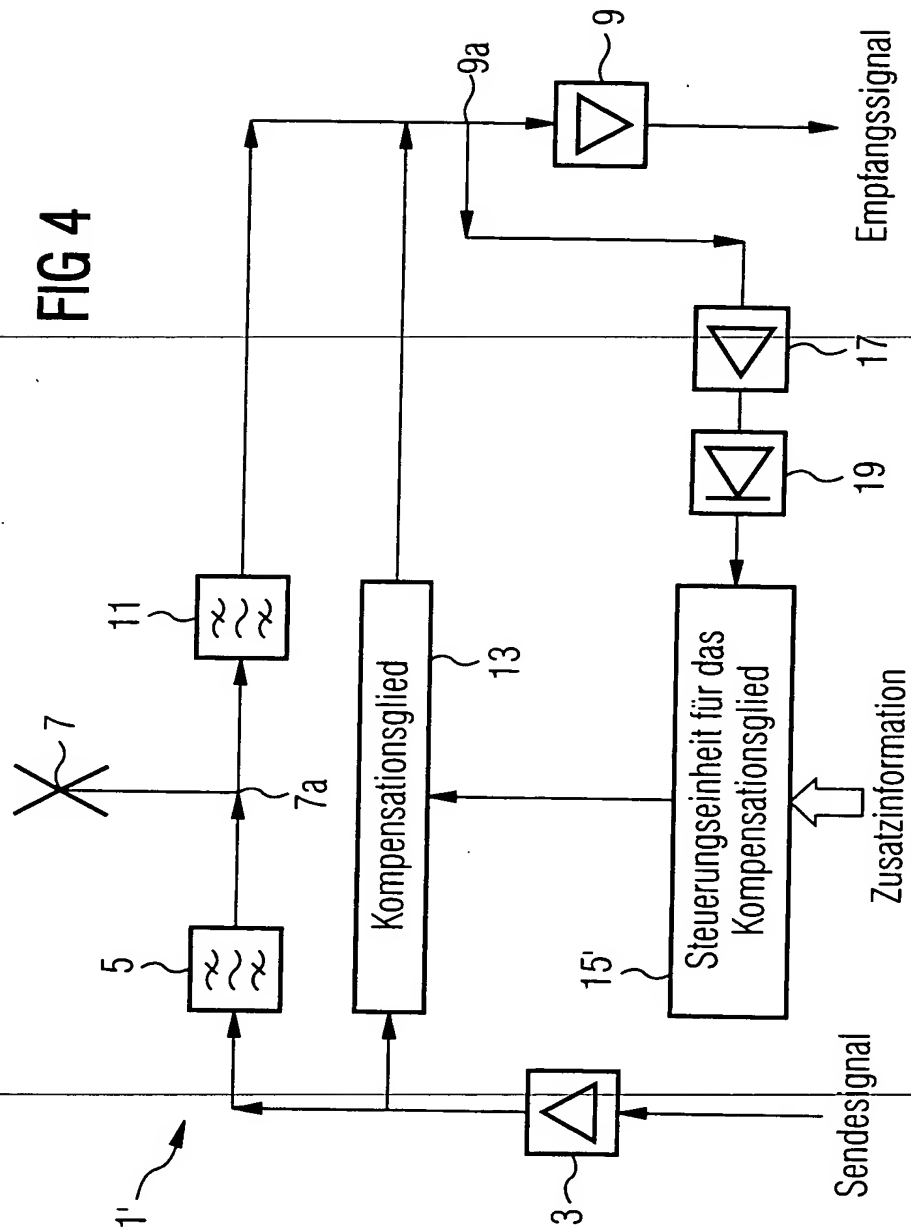 FIG 4
1'
3
5
7
7a
11
9a
9
Kompensationsglied
13
17
19
15'
Steuerungseinheit für das
Kompensationsglied
Sendesignal
Zusatzinformation
Empfangssignal